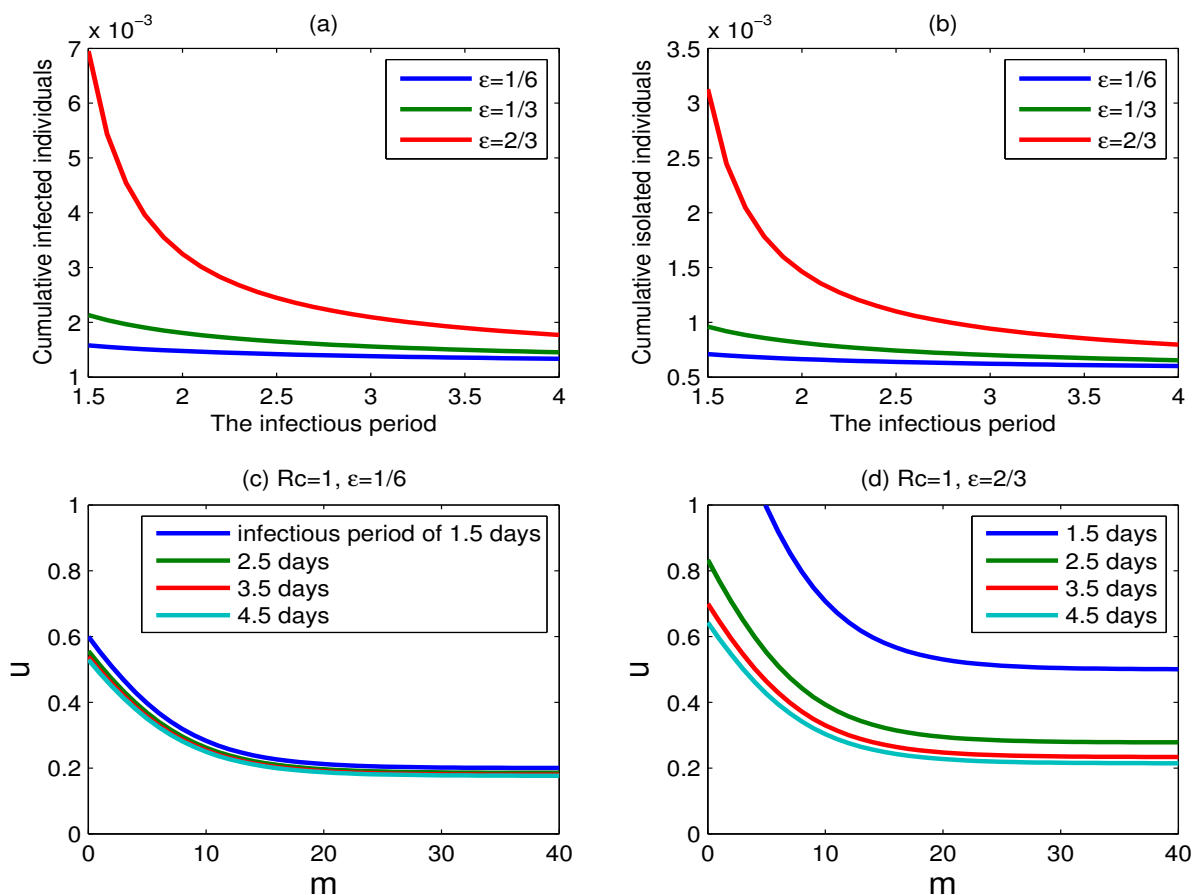 (a)
x 10⁻³
Cumulative infected individuals
7
6
5
4
3
2
1
1.5 2 2.5 3 3.5 4
The infectious period
ε=1/6
ε=1/3
ε=2/3
(b)
x 10⁻³
Cumulative isolated individuals
3.5
3
2.5
2
1.5
1
0.5
1.5 2 2.5 3 3.5 4
The infectious period
ε=1/6
ε=1/3
ε=2/3
(c) Rc=1, ε=1/6
u
1
0.8
0.6
0.4
0.2
0
0 10 20 30 40
m
infectious period of 1.5 days
2.5 days
3.5 days
4.5 days
(d) Rc=1, ε=2/3
u
1
0.8
0.6
0.4
0.2
0
0 10 20 30 40
m
1.5 days
2.5 days
3.5 days
4.5 days